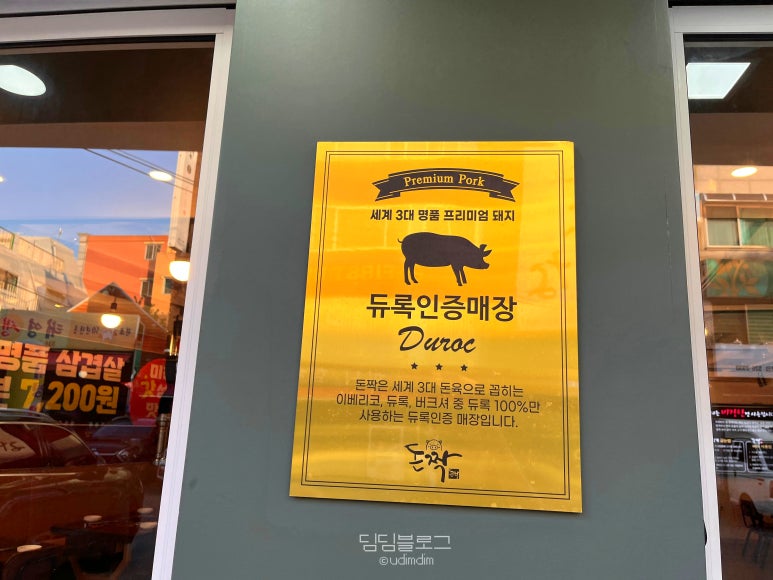 Premium Pork
세계 3대 명품 프리미엄 돼지
듀록인증매장
Duroc
돈짝은 세계 3대 돈육으로 꼽히는
이베리코, 듀록, 버크셔 중 듀록 100%만
사용하는 듀록인증 매장입니다.
돈짝
명품 삼겹살
7,200원
딤딤블로그
©udimdim